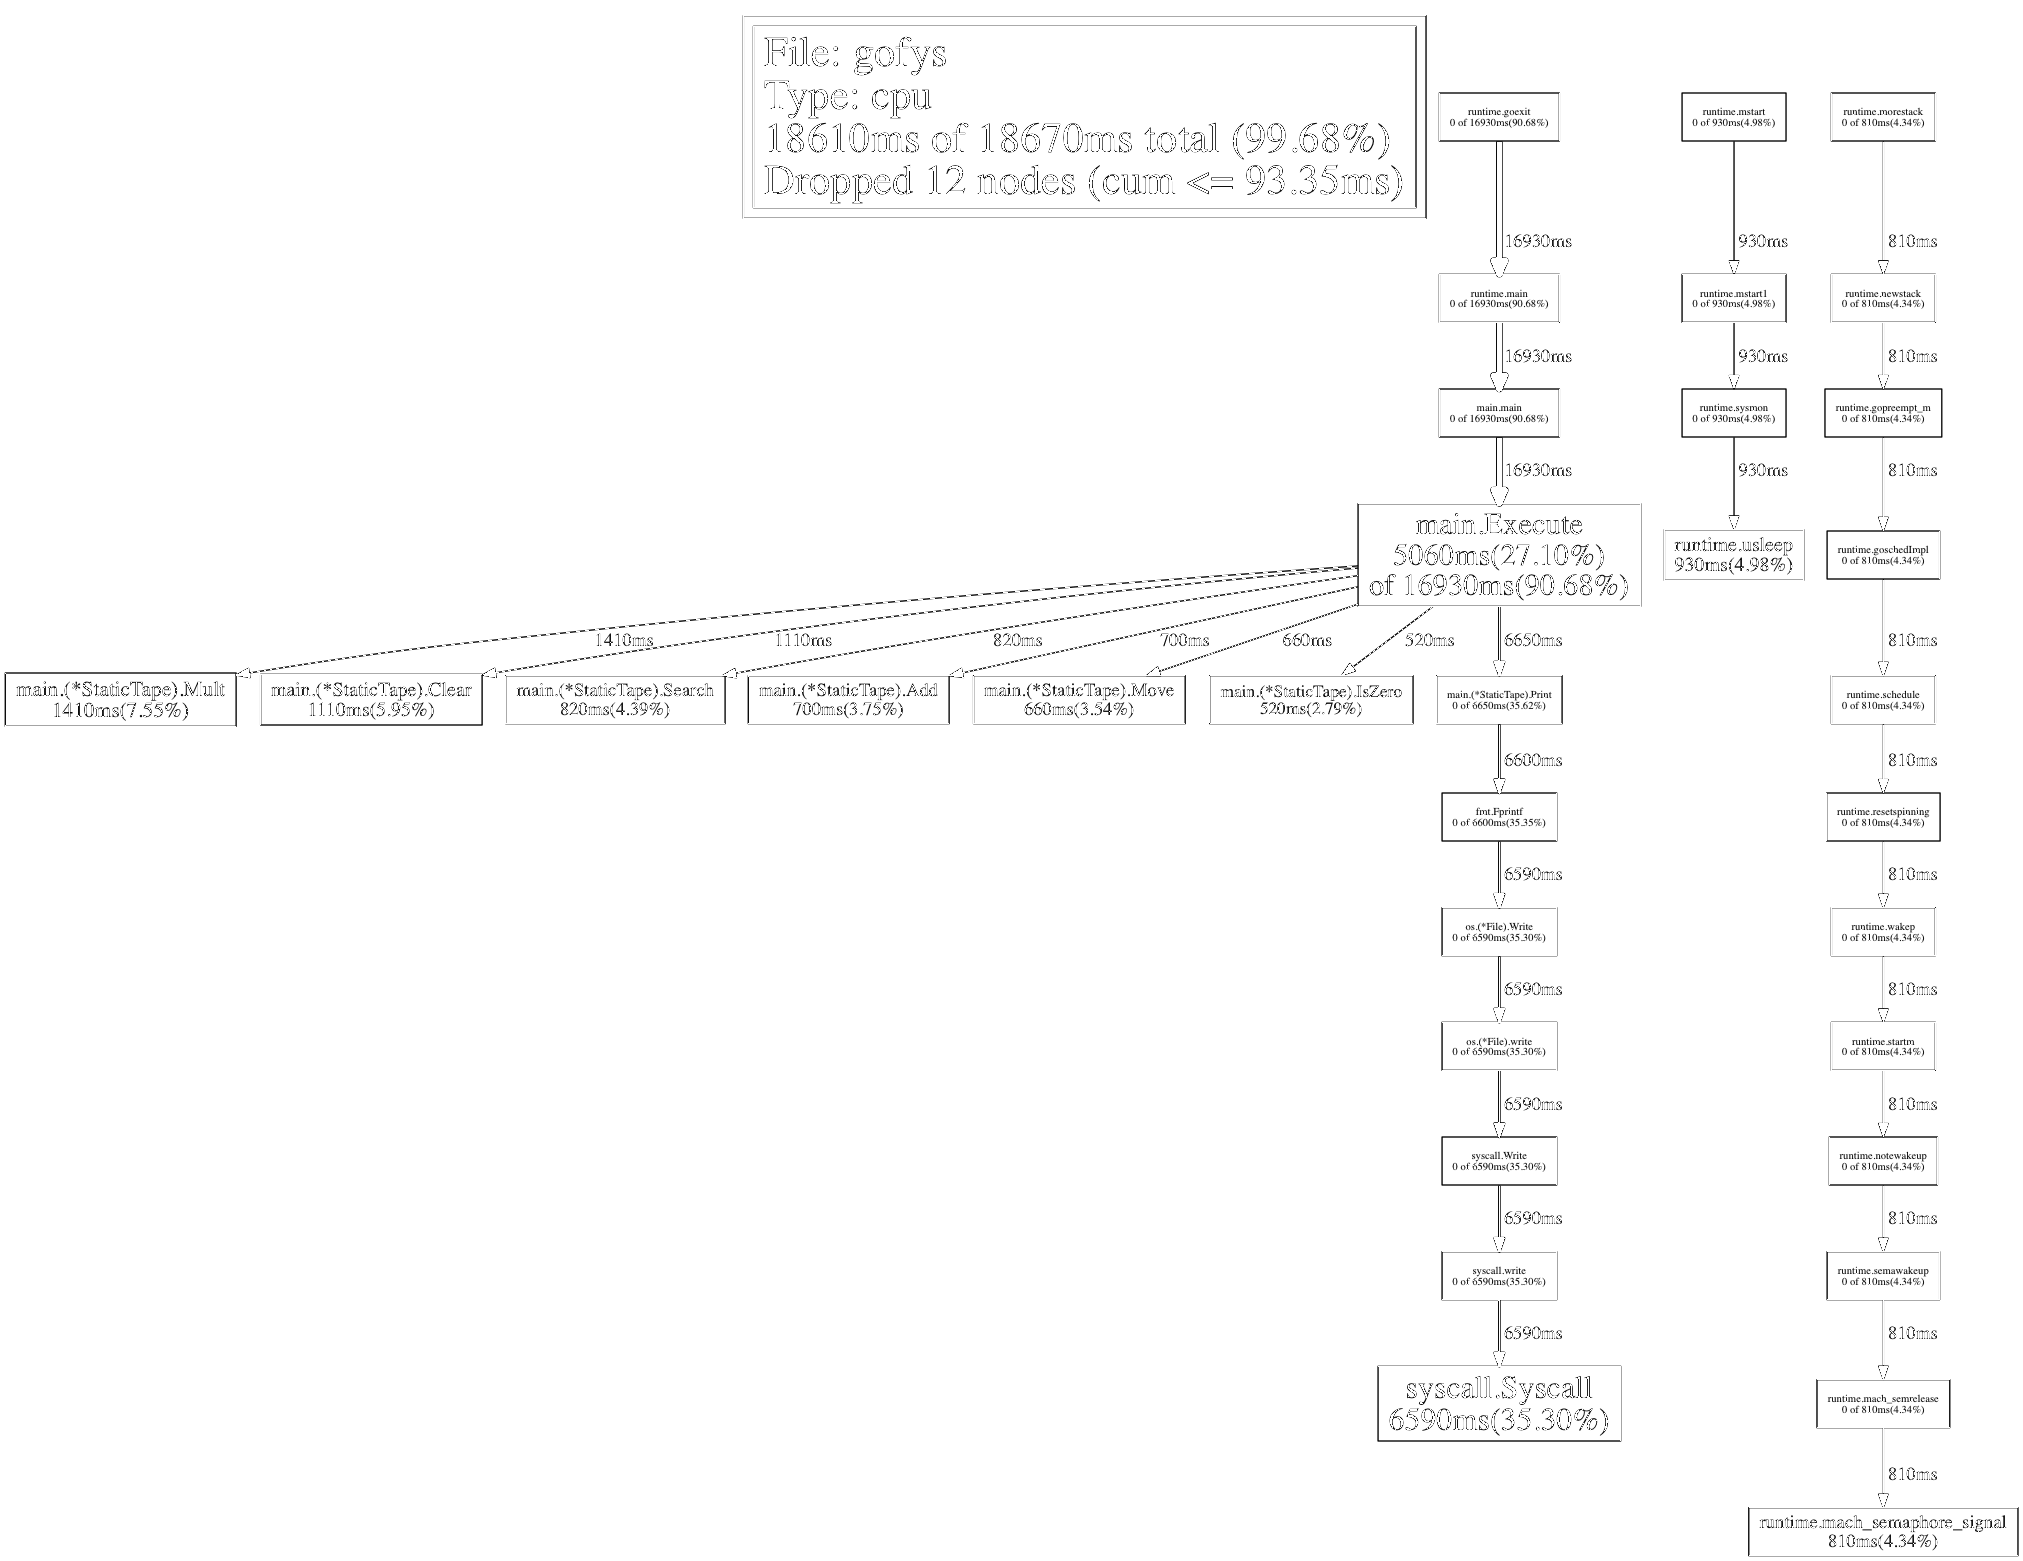 File: gofys
Type: cpu
18610ms of 18670ms total (99.68%)
Dropped 12 nodes (cum <= 93.35ms)
runtime.goexit
0 of 16930ms(90.68%)
runtime.mstart
0 of 930ms(4.98%)
runtime.morestack
0 of 810ms(4.34%)
16930ms
930ms
810ms
runtime.main
0 of 16930ms(90.68%)
runtime.mstart1
0 of 930ms(4.98%)
runtime.newstack
0 of 810ms(4.34%)
16930ms
930ms
810ms
main.main
0 of 16930ms(90.68%)
runtime.sysmon
0 of 930ms(4.98%)
runtime.gopreempt_m
0 of 810ms(4.34%)
16930ms
930ms
810ms
main.Execute
5060ms(27.10%)
of 16930ms(90.68%)
runtime.usleep
930ms(4.98%)
runtime.goschedImpl
0 of 810ms(4.34%)
1410ms
1110ms
820ms
700ms
660ms
520ms
6650ms
810ms
main.(*StaticTape).Mult
1410ms(7.55%)
main.(*StaticTape).Clear
1110ms(5.95%)
main.(*StaticTape).Search
820ms(4.39%)
main.(*StaticTape).Add
700ms(3.75%)
main.(*StaticTape).Move
660ms(3.54%)
main.(*StaticTape).IsZero
520ms(2.79%)
main.(*StaticTape).Print
0 of 6650ms(35.62%)
runtime.schedule
0 of 810ms(4.34%)
6600ms
810ms
fmt.Fprintf
0 of 6600ms(35.35%)
runtime.resetspinning
0 of 810ms(4.34%)
6590ms
810ms
os.(*File).Write
0 of 6590ms(35.30%)
runtime.wakep
0 of 810ms(4.34%)
6590ms
810ms
os.(*File).write
0 of 6590ms(35.30%)
runtime.startm
0 of 810ms(4.34%)
6590ms
810ms
syscall.Write
0 of 6590ms(35.30%)
runtime.notewakeup
0 of 810ms(4.34%)
6590ms
810ms
syscall.write
0 of 6590ms(35.30%)
runtime.semawakeup
0 of 810ms(4.34%)
6590ms
810ms
syscall.Syscall
6590ms(35.30%)
runtime.mach_semrelease
0 of 810ms(4.34%)
810ms
runtime.mach_semaphore_signal
810ms(4.34%)